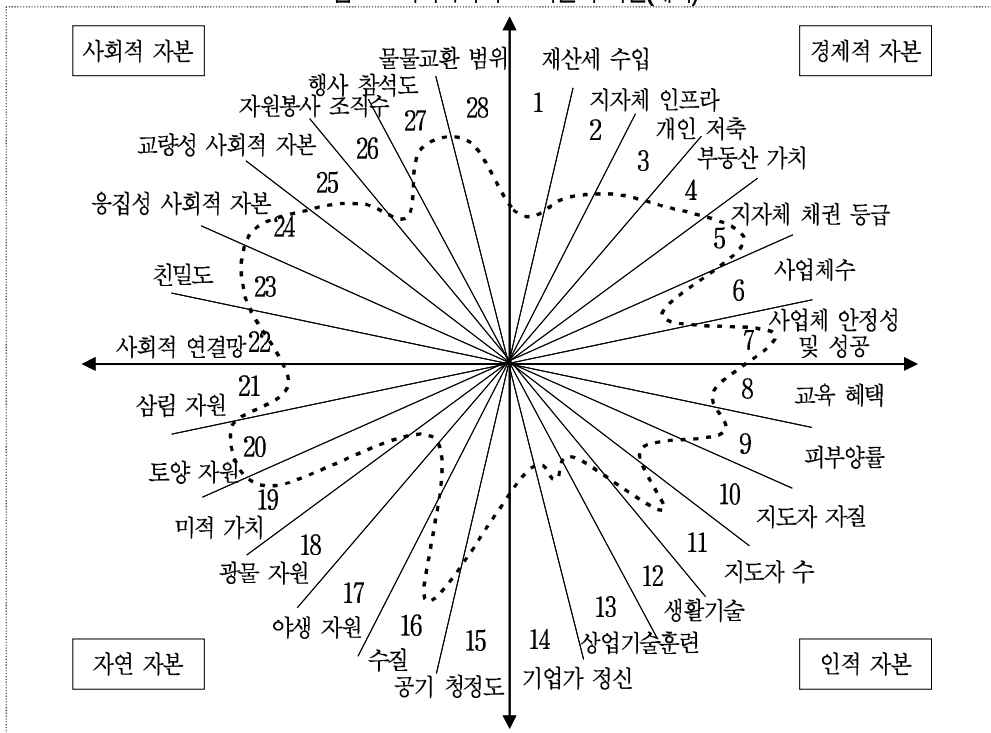 사회적 자본
경제적 자본
물물교환 범위
재산세 수입
행사 참석도
지자체 인프라
자원봉사 조직수
개인 저축
교량성 사회적 자본
부동산 가치
응집성 사회적 자본
지자체 채권 등급
친밀도
사업체수
사회적 연결망
사업체 안정성
및 성공
삼림 자원
교육 혜택
토양 자원
피부양률
미적 가치
지도자 자질
광물 자원
지도자 수
야생 자원
생활기술
수질
상업기술훈련
공기 청정도
기업가 정신
자연 자본
인적 자본
1
2
3
4
5
6
7
8
9
10
11
12
13
14
15
16
17
18
19
20
21
22
23
24
25
26
27
28